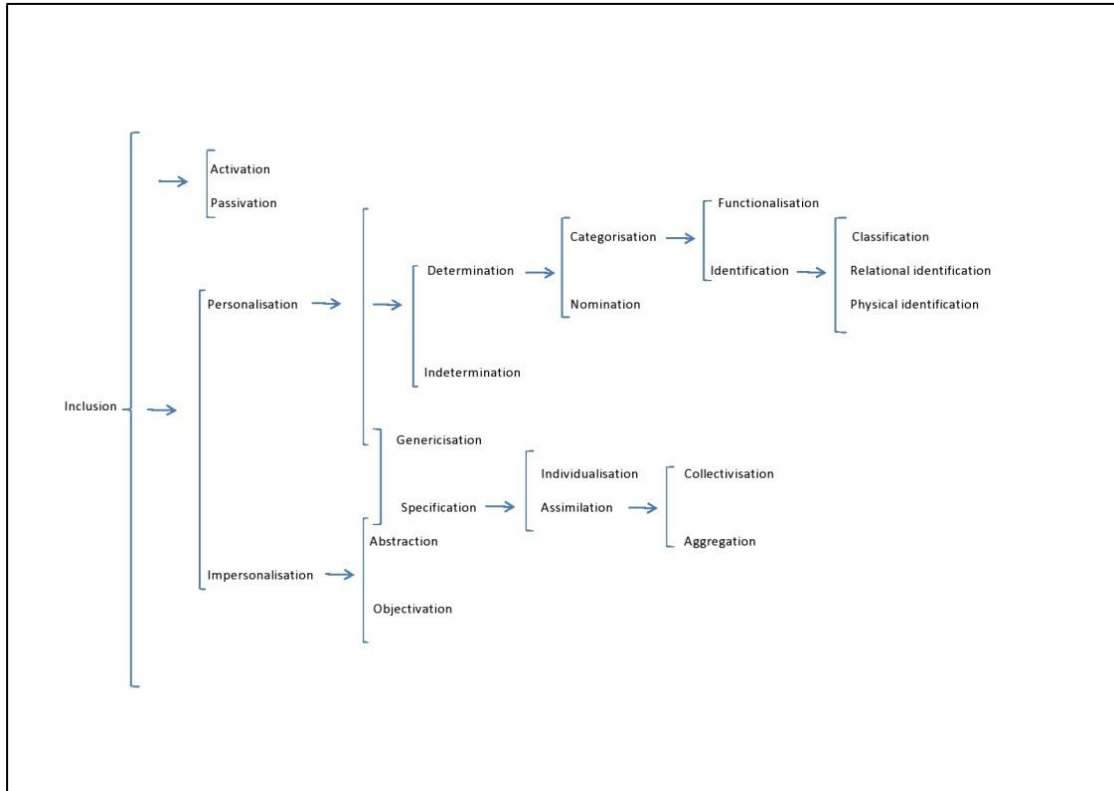 Activation
Passivation
Functionalisation
Categorisation
Classification
Determination
Identification
Relational identification
Personalisation
Nomination
Physical identification
Indetermination
Inclusion
Genericisation
Individualisation
Collectivisation
Specification
Assimilation
Abstraction
Aggregation
Impersonalisation
Objectivation